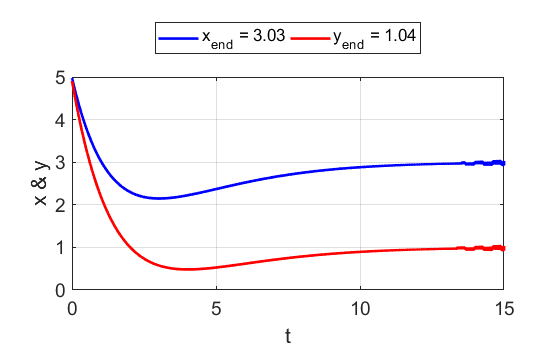 x_end = 3.03 y_end = 1.04
5
4
3
2
1
0
x & y
0 5 10 15
t